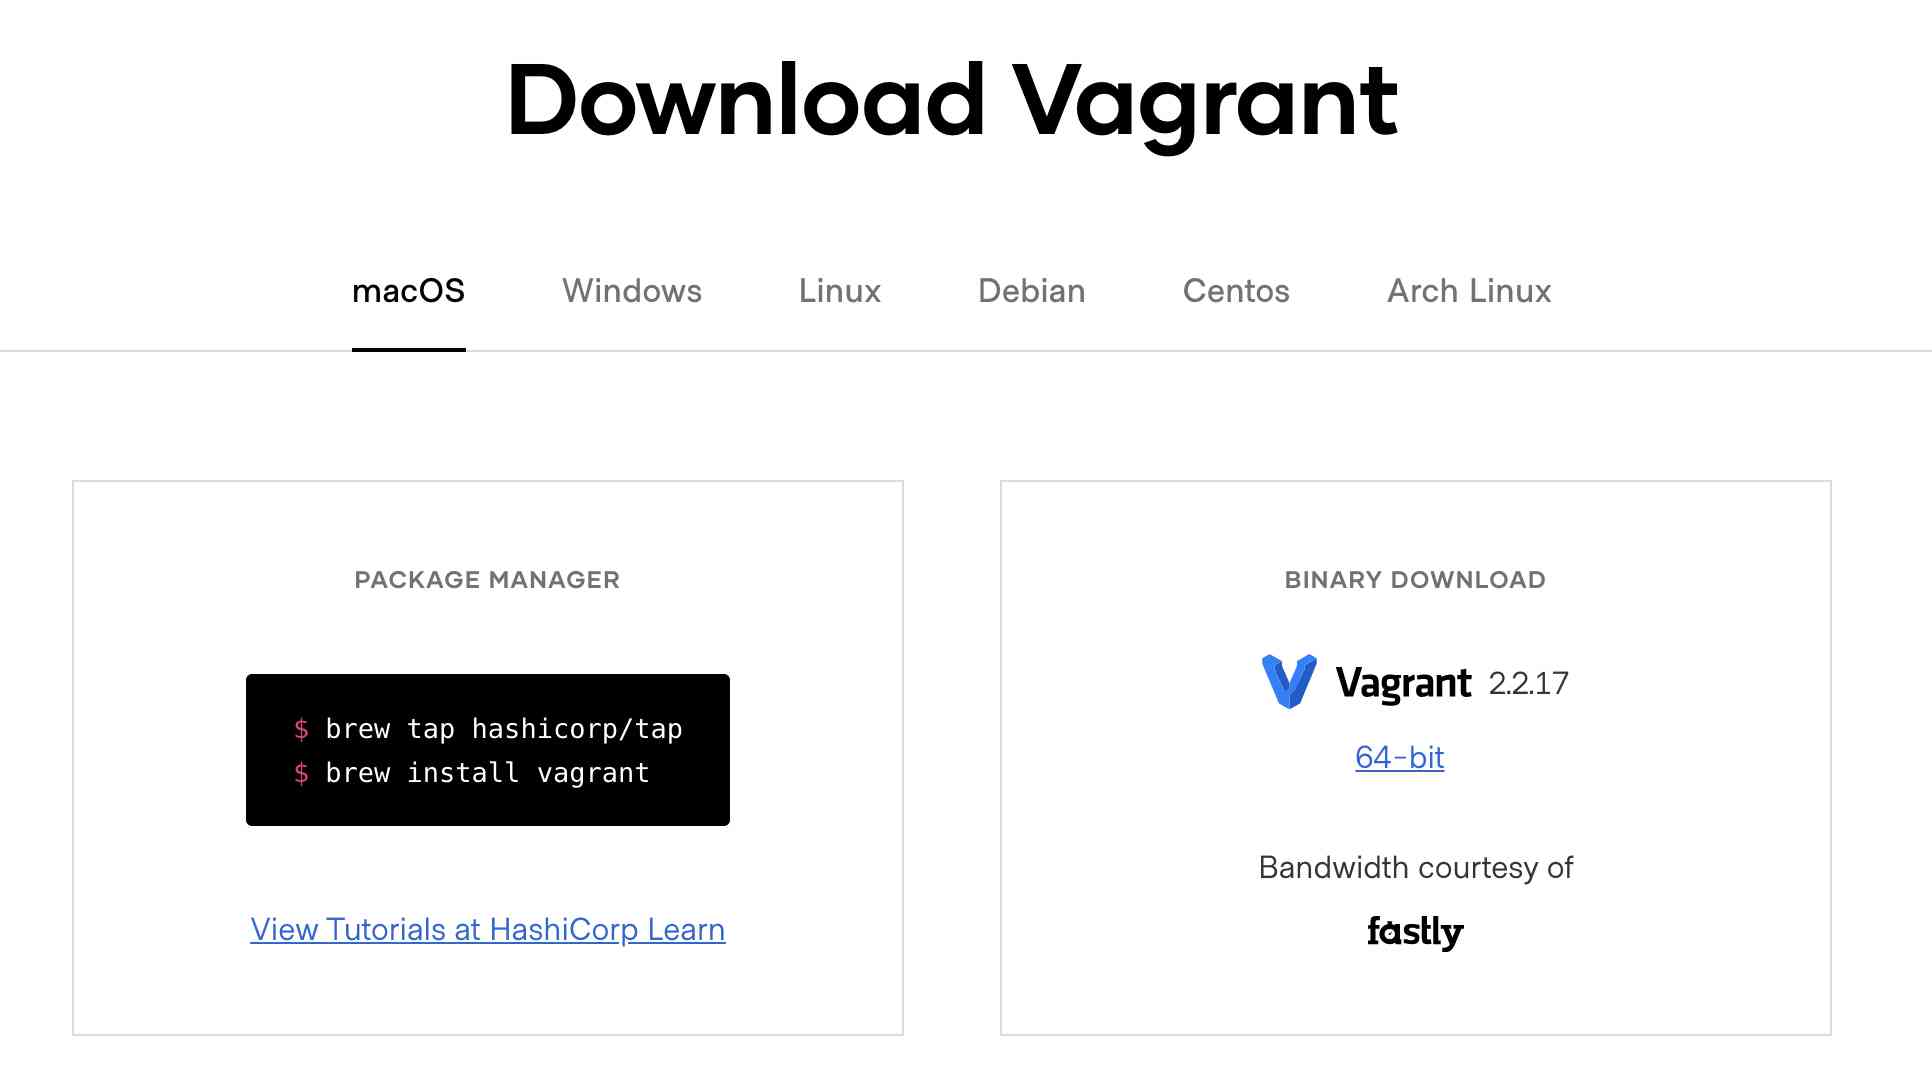 Download Vagrant
macOS Windows Linux Debian Centos Arch Linux
PACKAGE MANAGER
$ brew tap hashicorp/tap
$ brew install vagrant
View Tutorials at HashiCorp Learn
BINARY DOWNLOAD
Vagrant 2.2.17
64-bit
Bandwidth courtesy of
fastly